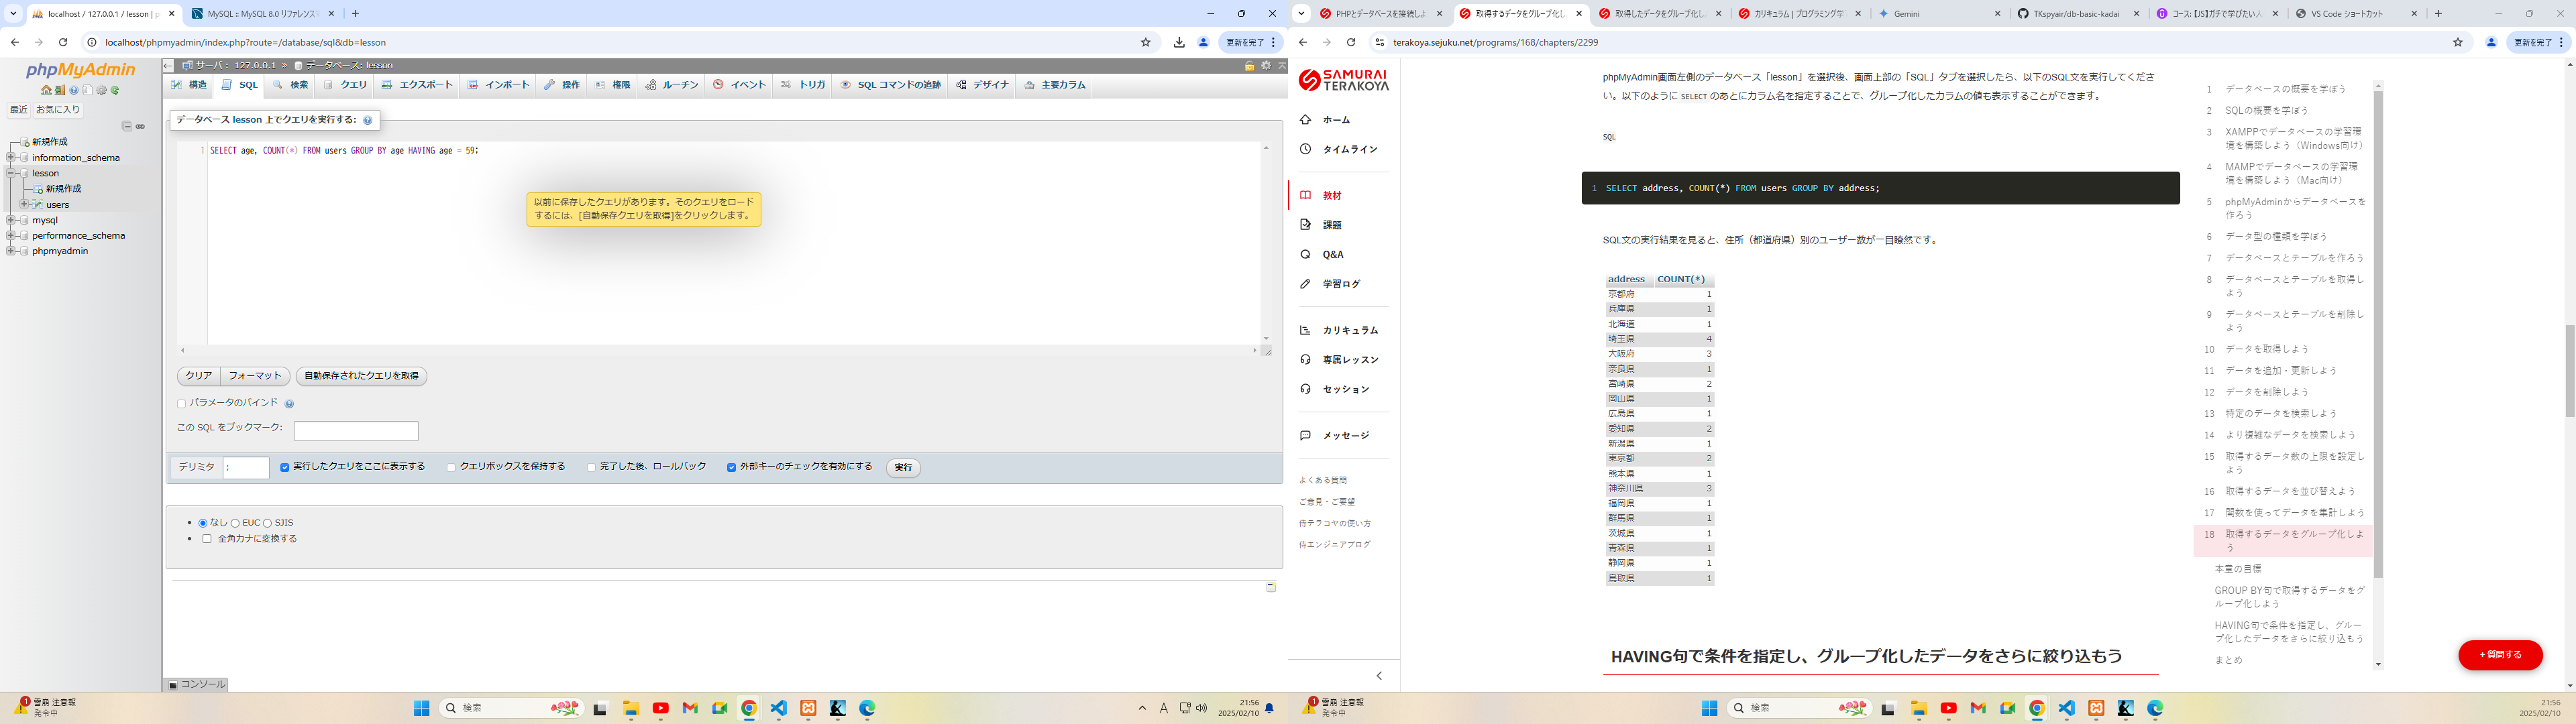 localhost / 127.0.0.1 / lesson | p
MySQL :: MySQL 8.0 リファレンスマ
localhost/phpmyadmin/index.php?route=/database/sql&db=lesson
更新を完了
phpMyAdmin
最近 お気に入り
新規作成
information_schema
lesson
新規作成
users
mysql
performance_schema
phpmyadmin
サーバ: 127.0.0.1 » データベース: lesson
構造 SQL 検索 クエリ エクスポート インポート 操作 権限 ルーチン イベント トリガ SQL コマンドの追跡 デザイナ 主要カラム
データベース lesson 上でクエリを実行する:
1 SELECT age, COUNT(*) FROM users GROUP BY age HAVING age = 59;
以前に保存したクエリがあります。そのクエリをロード
するには、[自動保存クエリを取得]をクリックします。
クリア フォーマット 自動保存されたクエリを取得
パラメータのバインド
この SQL をブックマーク:
デリミタ ; 実行したクエリをここに表示する クエリボックスを保持する 完了した後、ロールバック 外部キーのチェックを有効にする 実行
なし EUC SJIS
全角カナに変換する
コンソール
雪崩 注意報
発令中
検索
A
21:56
2025/02/10
PHPとデータベースを接続しよ
取得するデータをグループ化し
取得したデータをグループ化し
カリキュラム | プログラミング学
Gemini
TKspyair/db-basic-kadai
コース: 【JS】ガチで学びたい人
VS Code ショートカット
terakoya.sejuku.net/programs/168/chapters/2299
更新を完了
SAMURAI
TERAKOYA
ホーム
タイムライン
教材
課題
Q&A
学習ログ
カリキュラム
専属レッスン
セッション
メッセージ
よくある質問
ご意見・ご要望
侍テラコヤの使い方
侍エンジニアブログ
phpMyAdmin画面左側のデータベース「lesson」を選択後、画面上部の「SQL」タブを選択したら、以下のSQL文を実行してくださ
い。以下のように SELECT のあとにカラム名を指定することで、グループ化したカラムの値も表示することができます。
SQL
1 SELECT address, COUNT(*) FROM users GROUP BY address;
SQL文の実行結果を見ると、住所（都道府県）別のユーザー数が一目瞭然です。
address COUNT(*)
京都府 1
兵庫県 1
北海道 1
埼玉県 4
大阪府 3
奈良県 1
宮崎県 2
岡山県 1
広島県 1
愛知県 2
新潟県 1
東京都 2
熊本県 1
神奈川県 3
福岡県 1
群馬県 1
茨城県 1
青森県 1
静岡県 1
鳥取県 1
HAVING句で条件を指定し、グループ化したデータをさらに絞り込もう
1 データベースの概要を学ぼう
2 SQLの概要を学ぼう
3 XAMPPでデータベースの学習環
境を構築しよう（Windows向け）
4 MAMPでデータベースの学習環
境を構築しよう（Mac向け）
5 phpMyAdminからデータベースを
作ろう
6 データ型の種類を学ぼう
7 データベースとテーブルを作ろう
8 データベースとテーブルを取得し
よう
9 データベースとテーブルを削除し
よう
10 データを取得しよう
11 データを追加・更新しよう
12 データを削除しよう
13 特定のデータを検索しよう
14 より複雑なデータを検索しよう
15 取得するデータ数の上限を設定し
よう
16 取得するデータを並び替えよう
17 関数を使ってデータを集計しよう
18 取得するデータをグループ化しよ
う
本章の目標
GROUP BY句で取得するデータをグ
ループ化しよう
HAVING句で条件を指定し、グルー
プ化したデータをさらに絞り込もう
まとめ
+ 質問する
雪崩 注意報
発令中
検索
21:56
2025/02/10